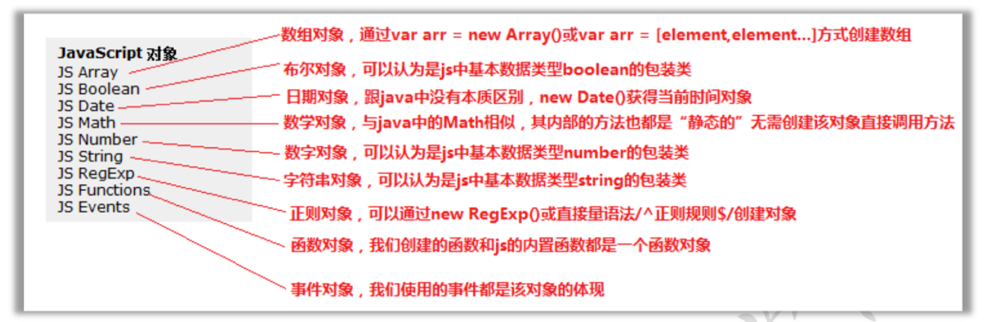 JavaScript 对象
JS Array
JS Boolean
JS Date
JS Math
JS Number
JS String
JS RegExp
JS Functions
JS Events
数组对象，通过var arr = new Array()或var arr = [element,element...]方式创建数组
布尔对象，可以认为是js中基本数据类型boolean的包装类
日期对象，跟java中没有本质区别，new Date()获得当前时间对象
数学对象，与java中的Math相似，其内部的方法也都是“静态的”无需创建该对象直接调用方法
数字对象，可以认为是js中基本数据类型number的包装类
字符串对象，可以认为是js中基本数据类型string的包装类
正则对象，可以通过new RegExp()或直接量语法/^正则规则$/创建对象
函数对象，我们创建的函数和js的内置函数都是一个函数对象
事件对象，我们使用的事件都是该对象的体现